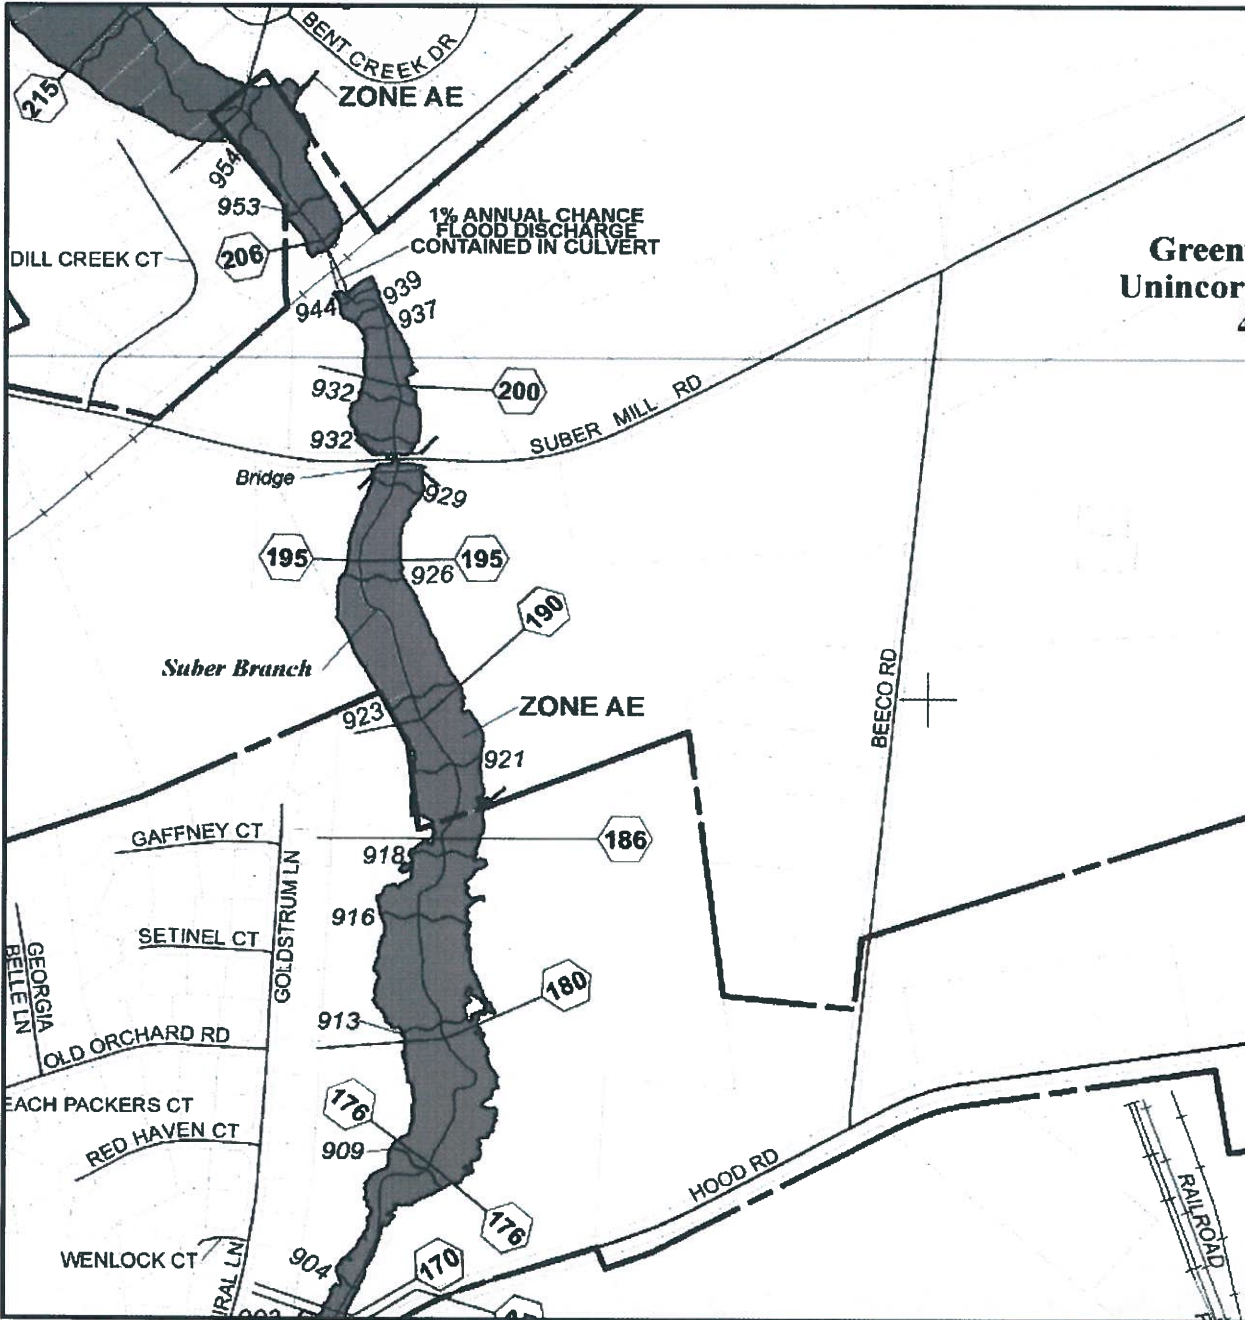 BENT CREEK DR
215
ZONE AE
954
953
1% ANNUAL CHANCE
FLOOD DISCHARGE
CONTAINED IN CULVERT
206
DILL CREEK CT
Green
Unincor
939
944
937
932
200
SUBER MILL RD
932
Bridge
929
195
195
926
190
Suber Branch
BEECO RD
923
ZONE AE
921
GAFFNEY CT
918
186
GOLDSTRUM LN
916
SETINEL CT
GEORGIA
BELLE LN
180
913
OLD ORCHARD RD
EACH PACKERS CT
176
RED HAVEN CT
909
HOOD RD
RAILROAD
176
WENLOCK CT
904
170
IRAL LN